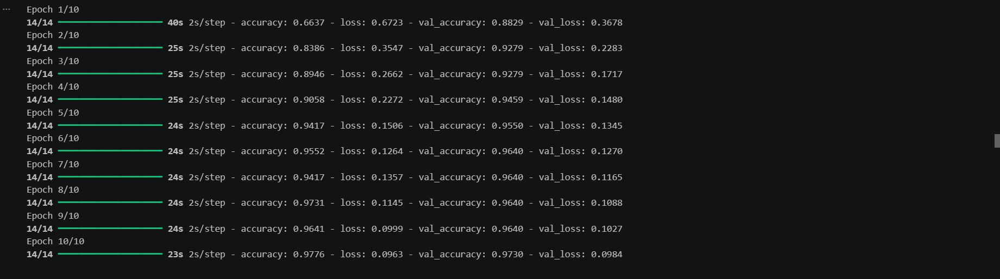 ...
Epoch 1/10
14/14 ━━━━━━━━━━━━━━━━━━━━ 40s 2s/step - accuracy: 0.6637 - loss: 0.6723 - val_accuracy: 0.8829 - val_loss: 0.3678
Epoch 2/10
14/14 ━━━━━━━━━━━━━━━━━━━━ 25s 2s/step - accuracy: 0.8386 - loss: 0.3547 - val_accuracy: 0.9279 - val_loss: 0.2283
Epoch 3/10
14/14 ━━━━━━━━━━━━━━━━━━━━ 25s 2s/step - accuracy: 0.8946 - loss: 0.2662 - val_accuracy: 0.9279 - val_loss: 0.1717
Epoch 4/10
14/14 ━━━━━━━━━━━━━━━━━━━━ 25s 2s/step - accuracy: 0.9058 - loss: 0.2272 - val_accuracy: 0.9459 - val_loss: 0.1480
Epoch 5/10
14/14 ━━━━━━━━━━━━━━━━━━━━ 24s 2s/step - accuracy: 0.9417 - loss: 0.1506 - val_accuracy: 0.9550 - val_loss: 0.1345
Epoch 6/10
14/14 ━━━━━━━━━━━━━━━━━━━━ 24s 2s/step - accuracy: 0.9552 - loss: 0.1264 - val_accuracy: 0.9640 - val_loss: 0.1270
Epoch 7/10
14/14 ━━━━━━━━━━━━━━━━━━━━ 24s 2s/step - accuracy: 0.9417 - loss: 0.1357 - val_accuracy: 0.9640 - val_loss: 0.1165
Epoch 8/10
14/14 ━━━━━━━━━━━━━━━━━━━━ 24s 2s/step - accuracy: 0.9731 - loss: 0.1145 - val_accuracy: 0.9640 - val_loss: 0.1088
Epoch 9/10
14/14 ━━━━━━━━━━━━━━━━━━━━ 24s 2s/step - accuracy: 0.9641 - loss: 0.0999 - val_accuracy: 0.9640 - val_loss: 0.1027
Epoch 10/10
14/14 ━━━━━━━━━━━━━━━━━━━━ 23s 2s/step - accuracy: 0.9776 - loss: 0.0963 - val_accuracy: 0.9730 - val_loss: 0.0984